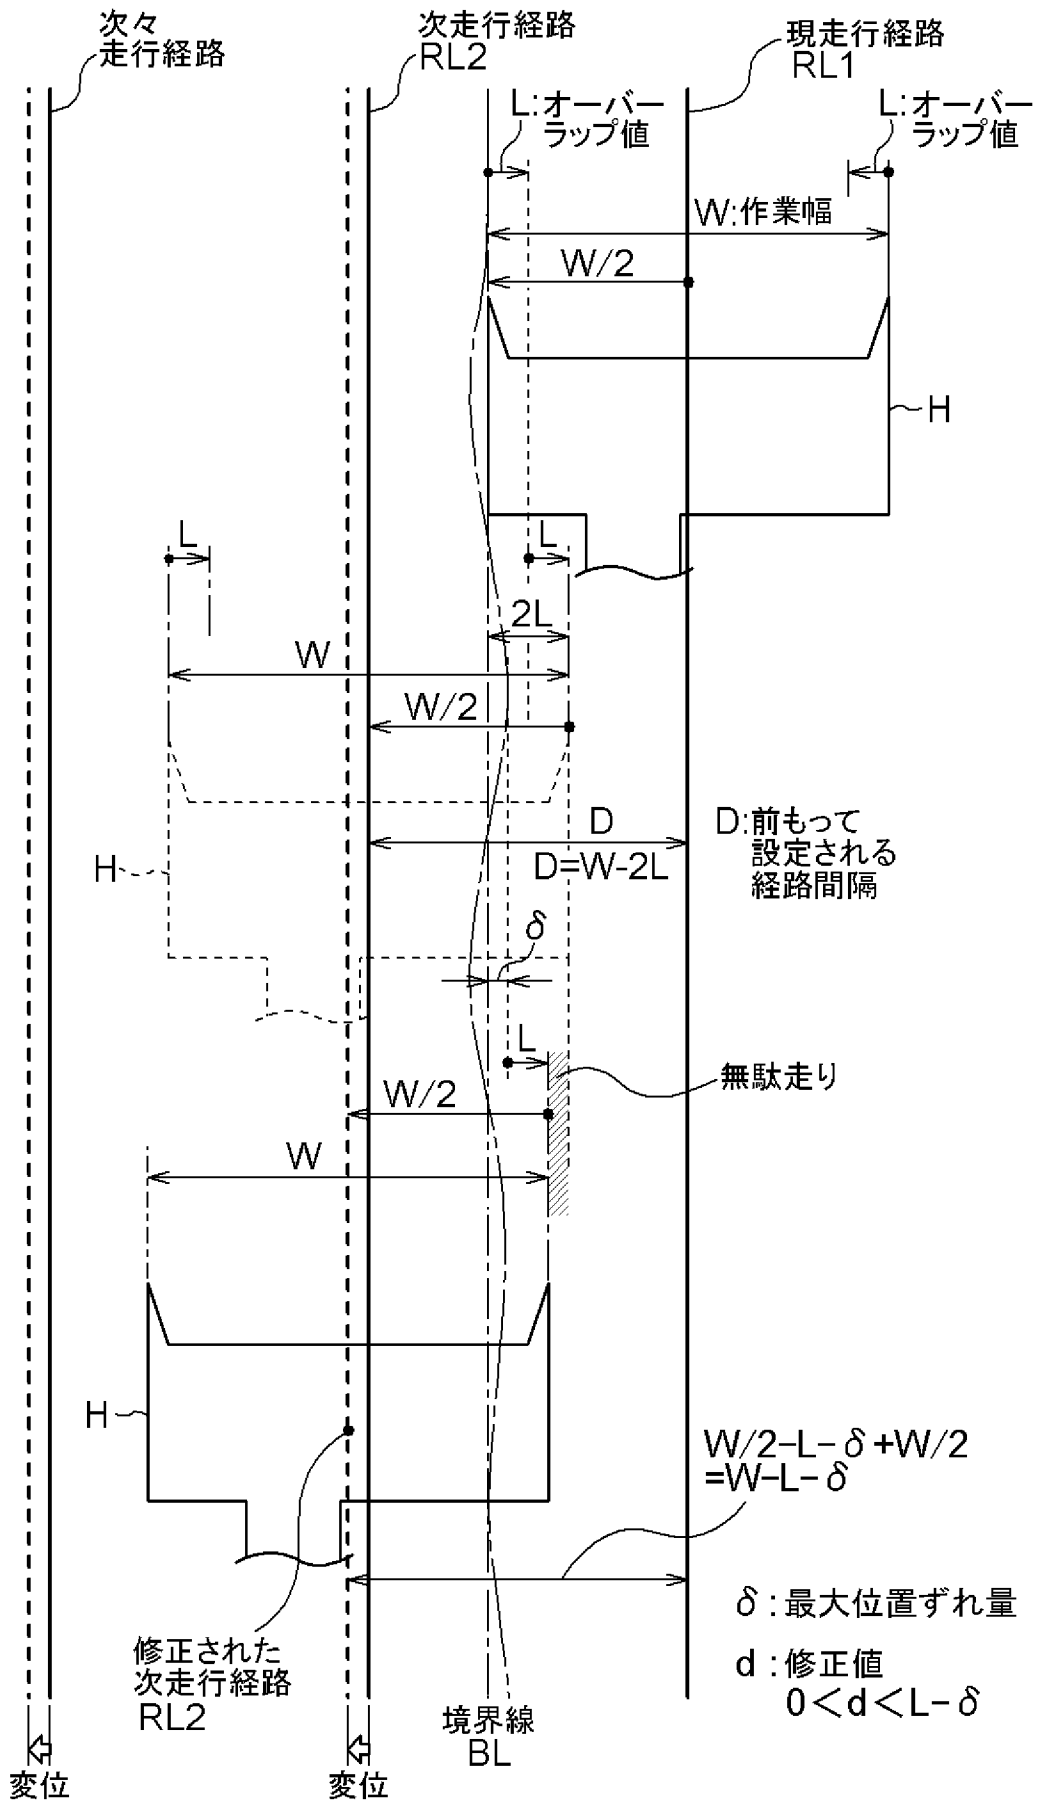 次々
走行経路
次走行経路
RL2
現走行経路
RL1
L:オーバー
ラップ値
L:オーバー
ラップ値
W:作業幅
W/2
H
L
L
2L
W
W/2
D
D=W-2L
D:前もって
設定される
経路間隔
H
δ
L
無駄走り
W/2
W
H
W/2-L-δ+W/2
=W-L-δ
δ:最大位置ずれ量
d:修正値
0<d<L-δ
修正された
次走行経路
RL2
境界線
BL
変位
変位